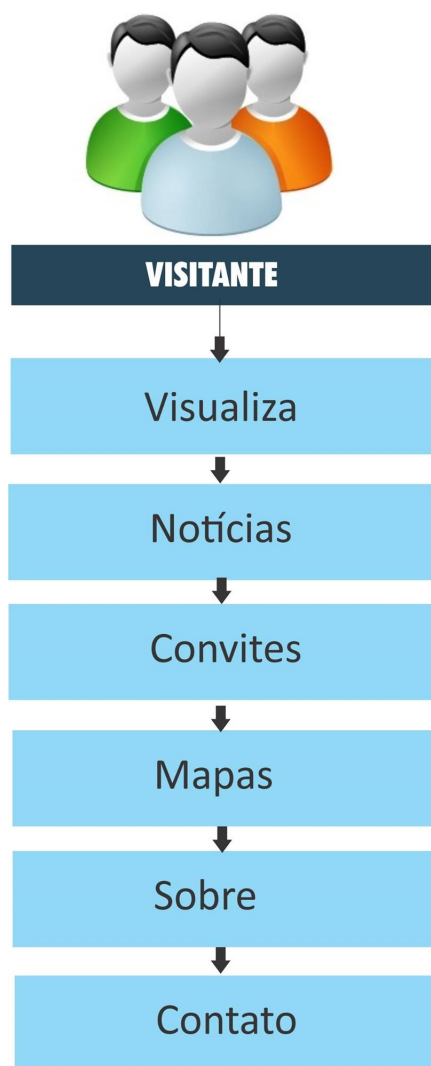 VISITANTE
Visualiza
Notícias
Convites
Mapas
Sobre
Contato